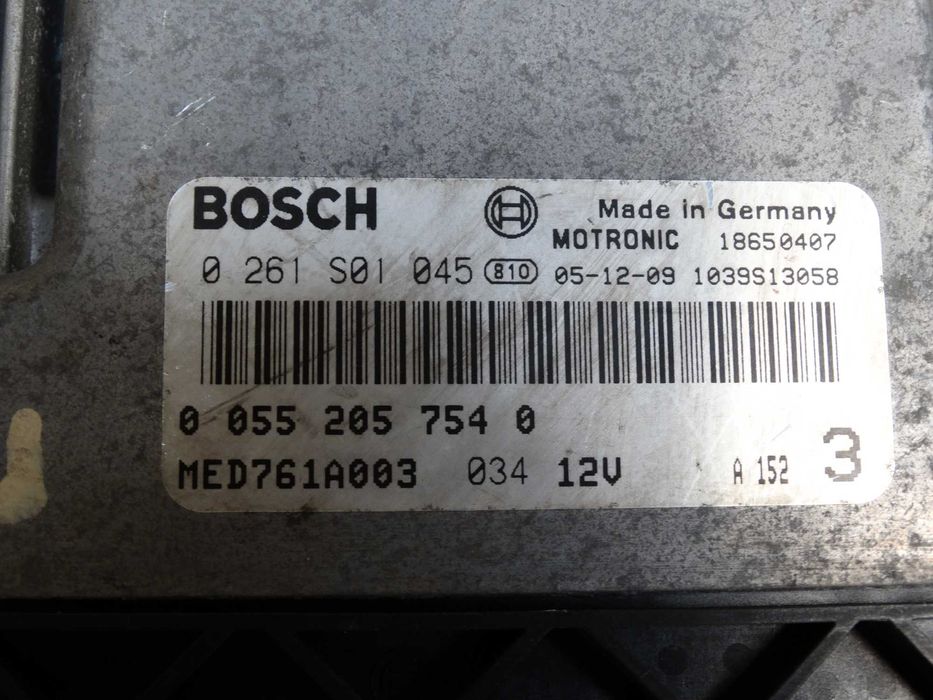 BOSCH Made in Germany
MOTRONIC 18650407
0 261 S01 045 810 05-12-09 1039S13058
0 055 205 754 0
MED761A003 034 12V A 152 3